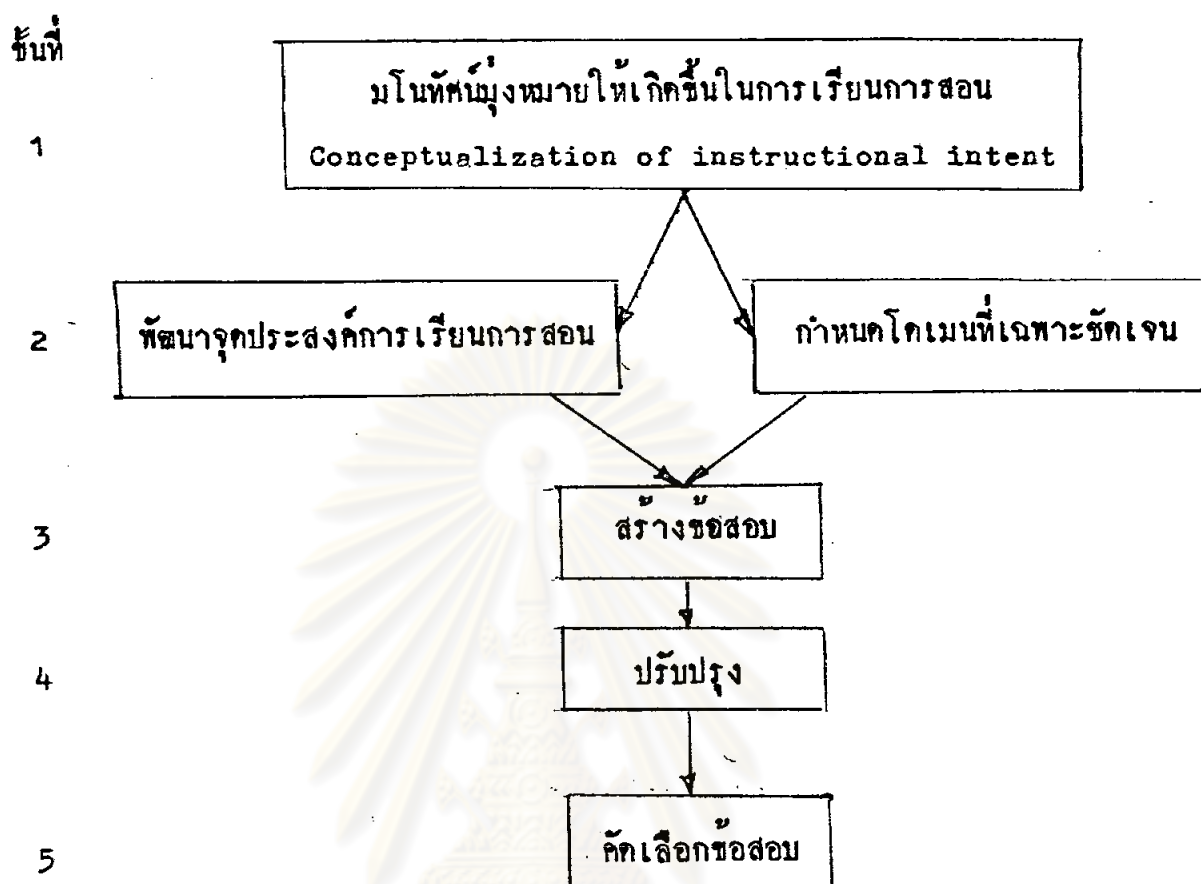 ขั้นที่
มโนทัศน์มุ่งหมายให้เกิดขึ้นในการเรียนการสอน
1
Conceptualization of instructional intent
2
พัฒนาจุดประสงค์การเรียนการสอน
กำหนดโดเมนที่เฉพาะชัดเจน
3
สร้างข้อสอบ
4
ปรับปรุง
5
คัดเลือกข้อสอบ